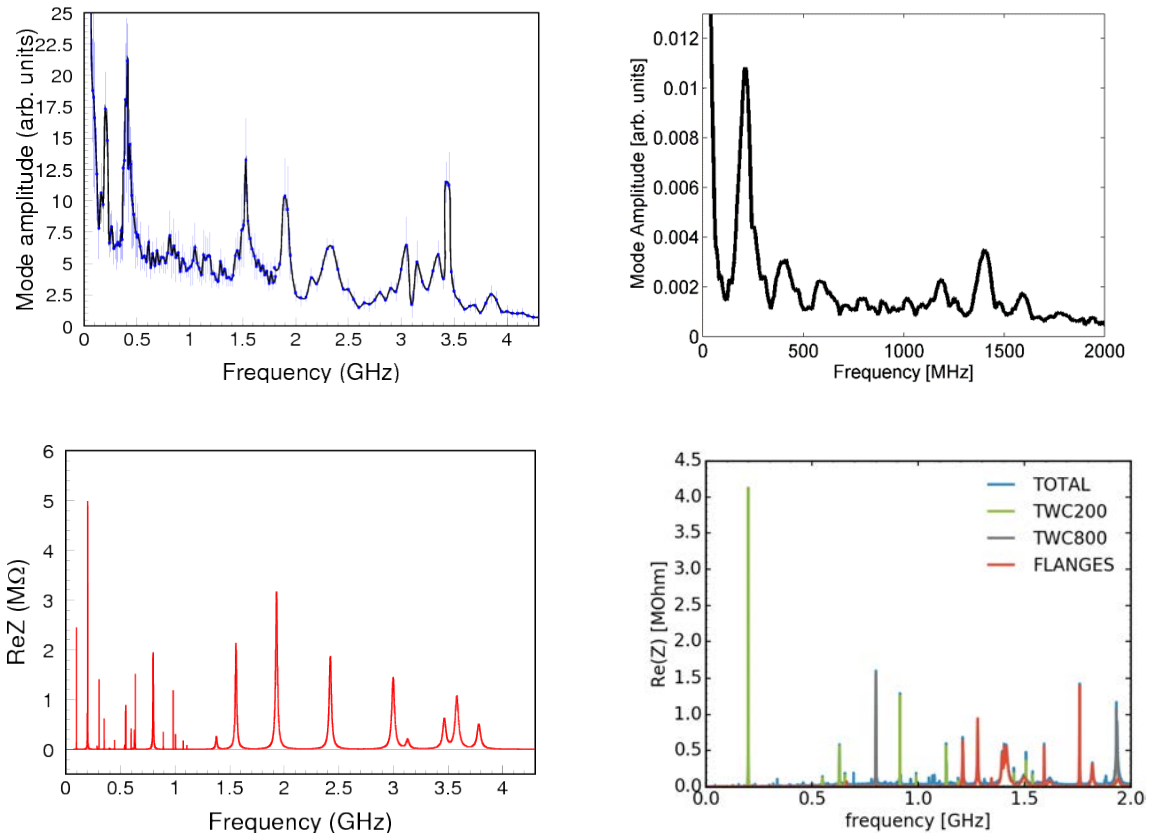 Mode amplitude (arb. units)
25
22.5
20
17.5
15
12.5
10
7.5
5
2.5
0
0 0.5 1 1.5 2 2.5 3 3.5 4
Frequency (GHz)
Mode Amplitude [arb. units]
0.012
0.01
0.008
0.006
0.004
0.002
0
0 500 1000 1500 2000
Frequency [MHz]
ReZ (MΩ)
6
5
4
3
2
1
0
0 0.5 1 1.5 2 2.5 3 3.5 4
Frequency (GHz)
Re(Z) [MOhm]
4.5
4.0
3.5
3.0
2.5
2.0
1.5
1.0
0.5
0.0
0.0 0.5 1.0 1.5 2.0
frequency [GHz]
TOTAL
TWC200
TWC800
FLANGES